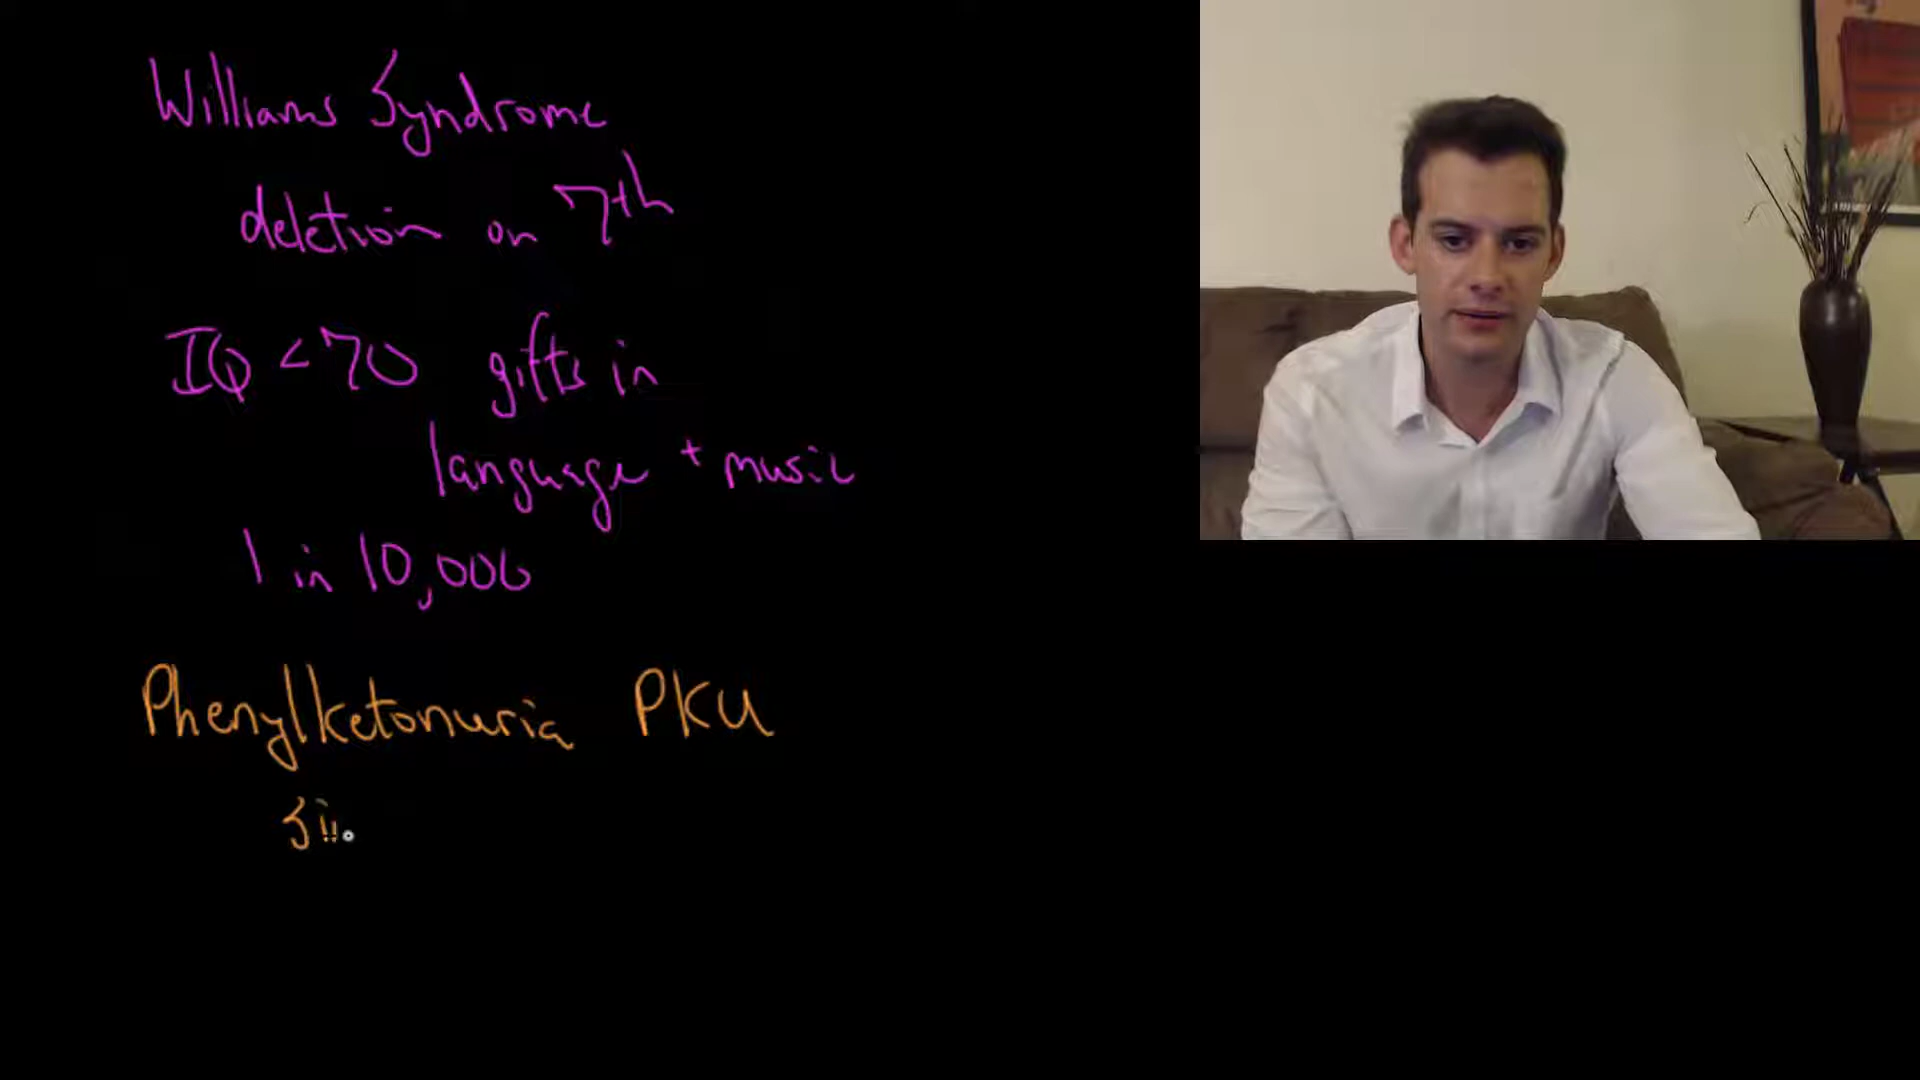 Williams Syndrome
deletion on 7th
IQ < 70 gifts in
language + music
1 in 10,000
Phenylketonuria PKU